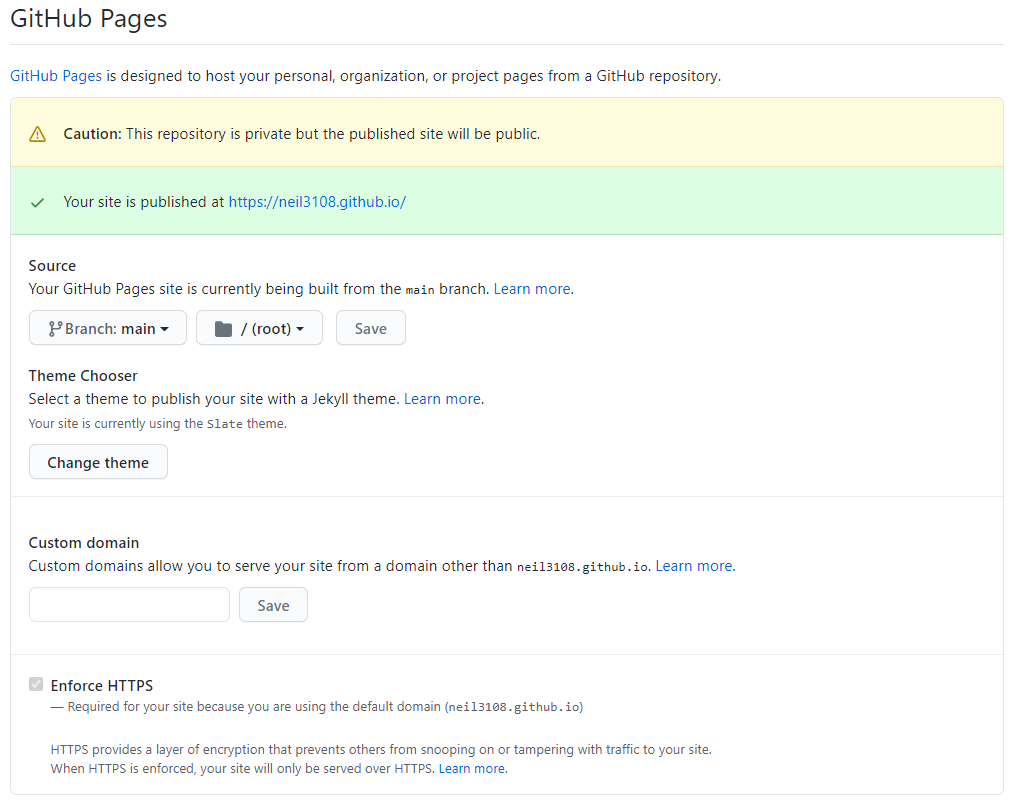 GitHub Pages
GitHub Pages is designed to host your personal, organization, or project pages from a GitHub repository.
Caution: This repository is private but the published site will be public.
Your site is published at https://neil3108.github.io/
Source
Your GitHub Pages site is currently being built from the main branch. Learn more.
Branch: main / (root) Save
Theme Chooser
Select a theme to publish your site with a Jekyll theme. Learn more.
Your site is currently using the Slate theme.
Change theme
Custom domain
Custom domains allow you to serve your site from a domain other than neil3108.github.io. Learn more.
Save
Enforce HTTPS
— Required for your site because you are using the default domain (neil3108.github.io)
HTTPS provides a layer of encryption that prevents others from snooping on or tampering with traffic to your site.
When HTTPS is enforced, your site will only be served over HTTPS. Learn more.